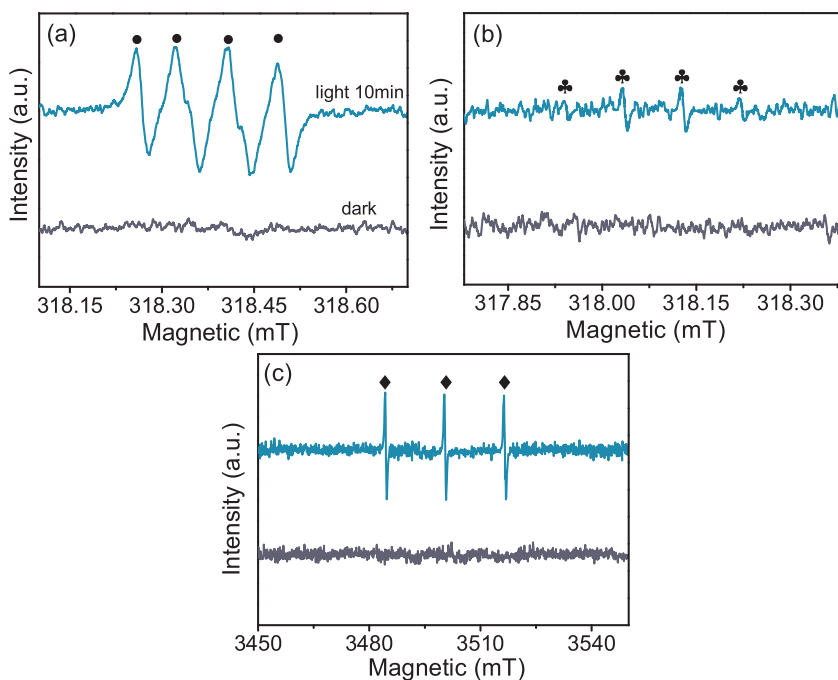 (a)
light 10min
dark
Intensity (a.u.)
318.15 318.30 318.45 318.60
Magnetic (mT)
(b)
Intensity (a.u.)
317.85 318.00 318.15 318.30
Magnetic (mT)
(c)
Intensity (a.u.)
3450 3480 3510 3540
Magnetic (mT)